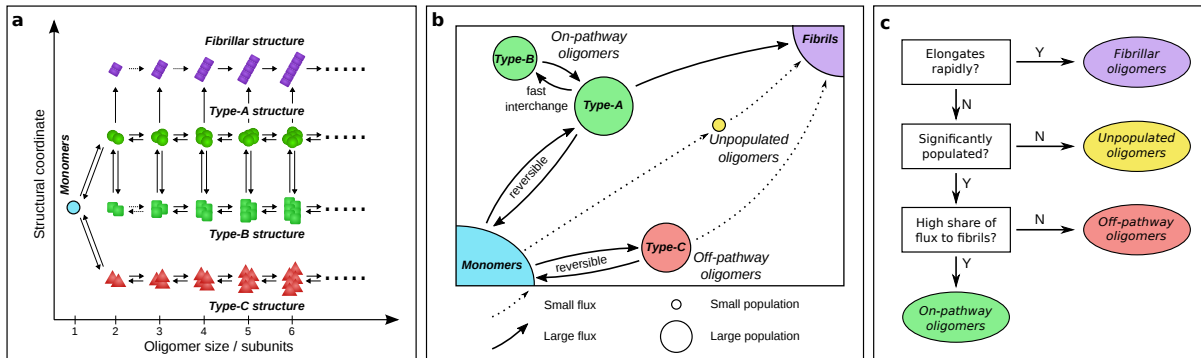 a
Fibrillar structure
Type-A structure
Monomers
Type-B structure
Type-C structure
Structural coordinate
1 2 3 4 5 6
Oligomer size / subunits
b
On-pathway
oligomers
Fibrils
Type-B
fast
interchange
Type-A
Unpopulated
oligomers
reversible
Type-C
Monomers
reversible
Off-pathway
oligomers
Small flux
Small population
Large flux
Large population
c
Elongates
rapidly?
Y
Fibrillar
oligomers
N
Significantly
populated?
N
Unpopulated
oligomers
Y
High share of
flux to fibrils?
N
Off-pathway
oligomers
Y
On-pathway
oligomers